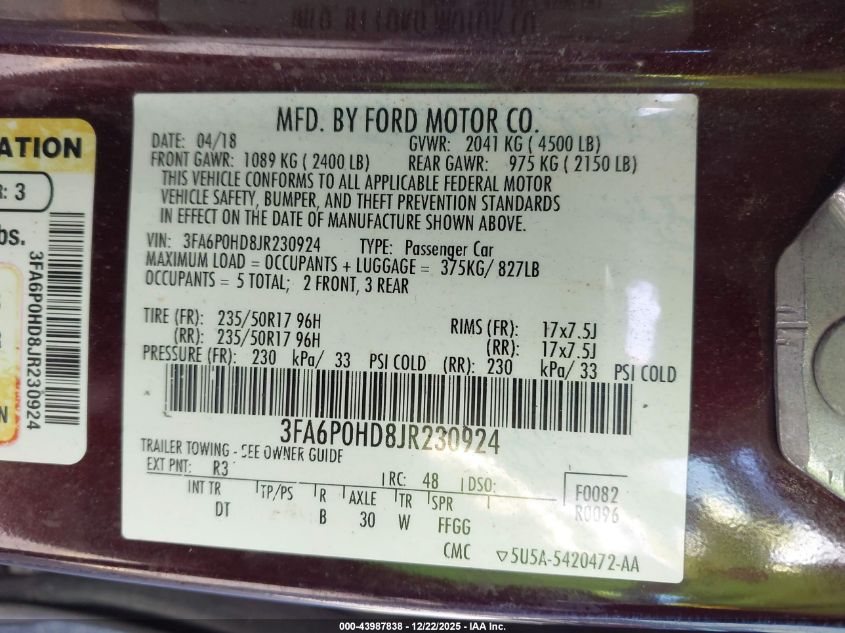 MFD. BY FORD MOTOR CO.
DATE: 04/18 GVWR: 2041 KG ( 4500 LB)
FRONT GAWR: 1089 KG ( 2400 LB) REAR GAWR: 975 KG ( 2150 LB)
THIS VEHICLE CONFORMS TO ALL APPLICABLE FEDERAL MOTOR
VEHICLE SAFETY, BUMPER, AND THEFT PREVENTION STANDARDS
IN EFFECT ON THE DATE OF MANUFACTURE SHOWN ABOVE.
VIN: 3FA6P0HD8JR230924 TYPE: Passenger Car
MAXIMUM LOAD = OCCUPANTS + LUGGAGE = 375KG/ 827LB
OCCUPANTS = 5 TOTAL; 2 FRONT, 3 REAR
TIRE (FR): 235/50R17 96H RIMS (FR): 17x7.5J
(RR): 235/50R17 96H (RR): 17x7.5J
PRESSURE (FR): 230 kPa/ 33 PSI COLD (RR): 230 kPa/ 33 PSI COLD
3FA6P0HD8JR230924
TRAILER TOWING - SEE OWNER GUIDE
EXT PNT: R3 RC: 48 DSO: F0082
INT TR TP/PS R AXLE TR SPR R0096
DT B 30 W FFGG
CMC 5U5A-5420472-AA
ATION
R: 3
bs.
3FA6P0HD8JR230924
000-43987838 - 12/22/2025 - IAA Inc.